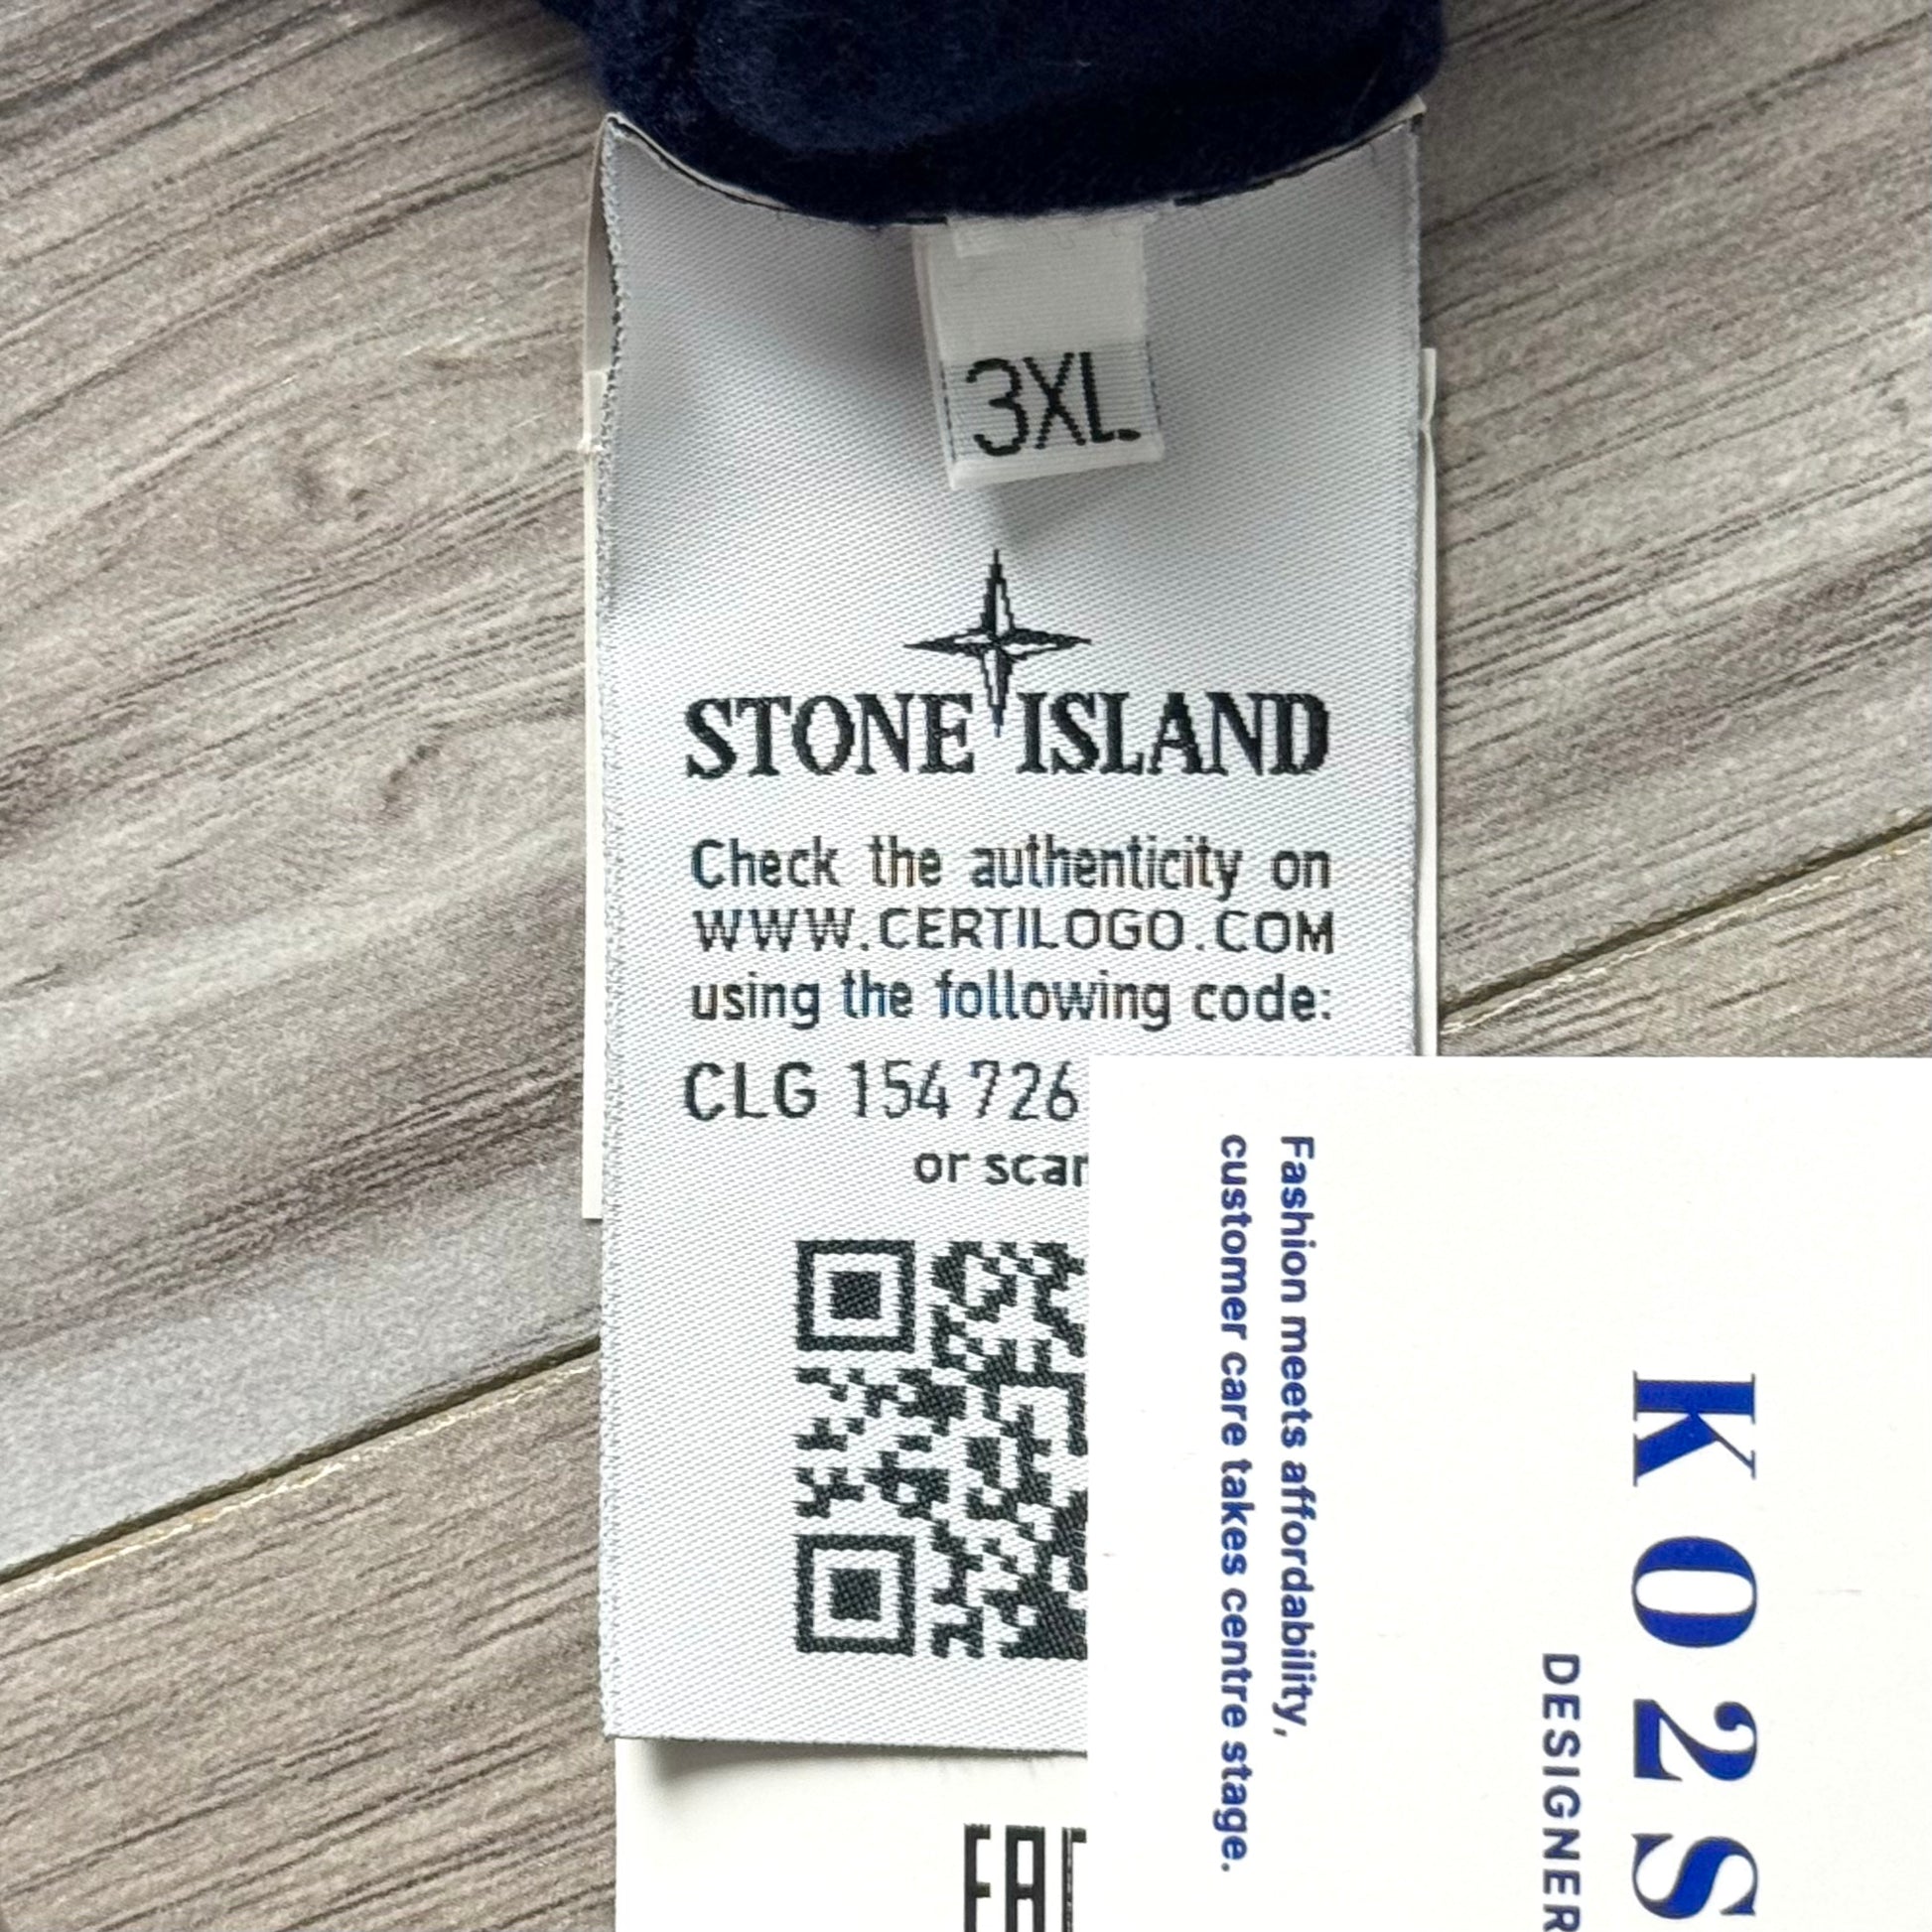 3XL
STONE ISLAND
Check the authenticity on
WWW.CERTILOGO.COM
using the following code:
CLG 154 726
or scan
Fashion meets affordability,
customer care takes centre stage.
KO2S
DESIGNER